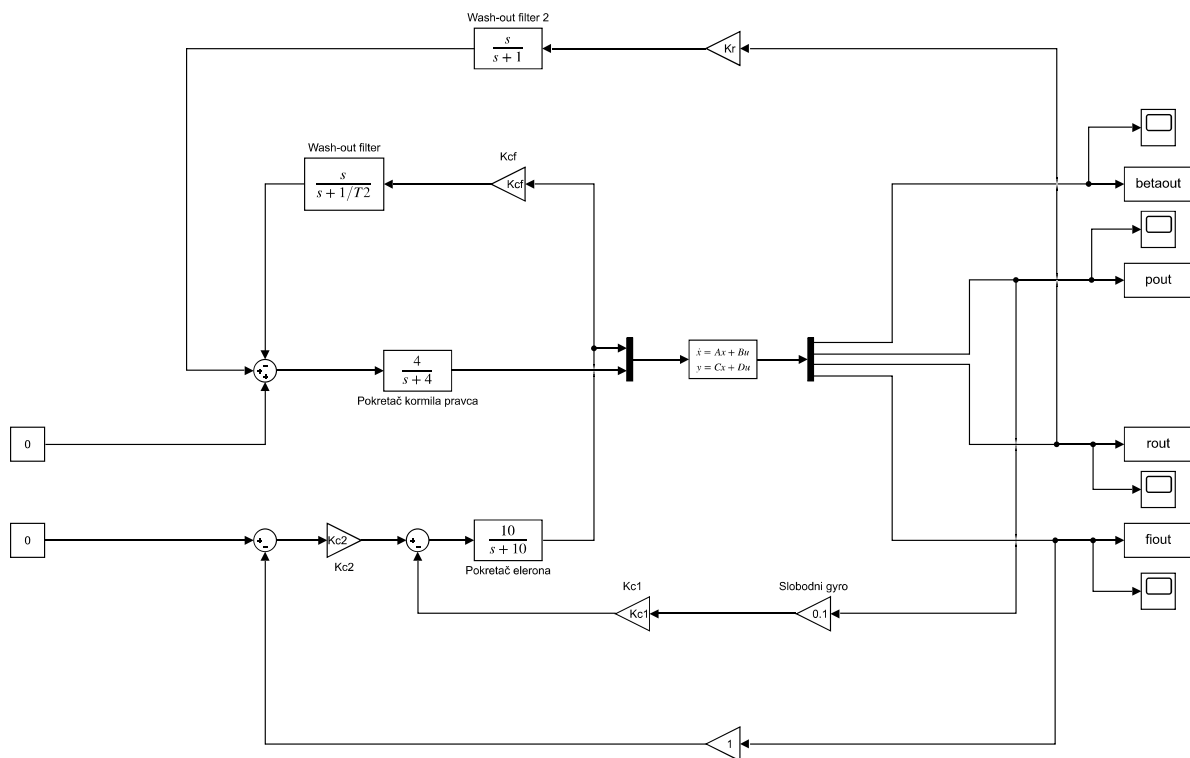 Wash-out filter 2
s
s + 1
Kr
Wash-out filter
s
s + 1/T2
Kcf
Kcf
betaout
pout
4
s + 4
Pokretač kormila pravca
ẋ = Ax + Bu
y = Cx + Du
0
rout
0
Kc2
Kc2
10
s + 10
Pokretač elerona
fiout
Kc1
Kc1
Slobodni gyro
0.1
1